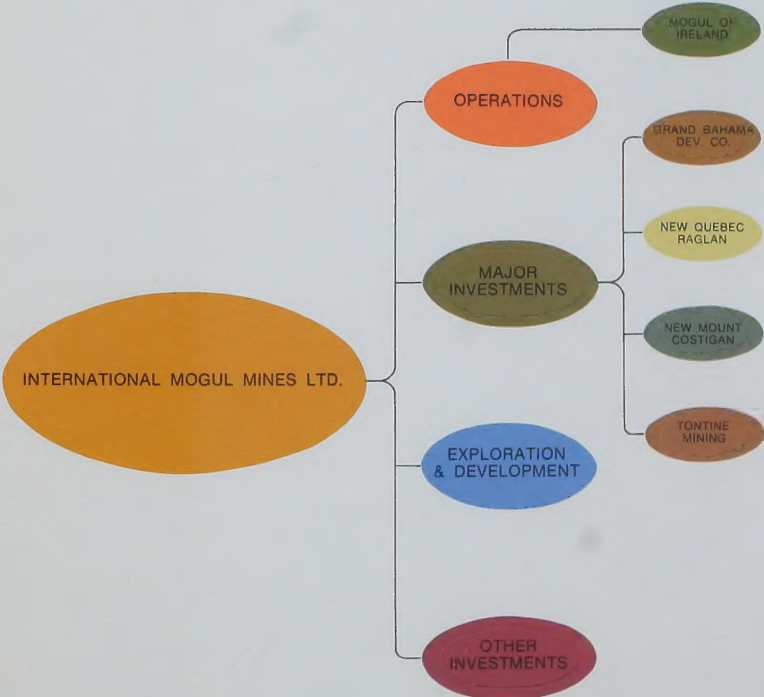 MOGUL OF
IRELAND
OPERATIONS
GRAND BAHAMA
DEV. CO.
NEW QUEBEC
RAGLAN
MAJOR
INVESTMENTS
NEW MOUNT
COSTIGAN
INTERNATIONAL MOGUL MINES LTD.
TONTINE
MINING
EXPLORATION
& DEVELOPMENT
OTHER
INVESTMENTS